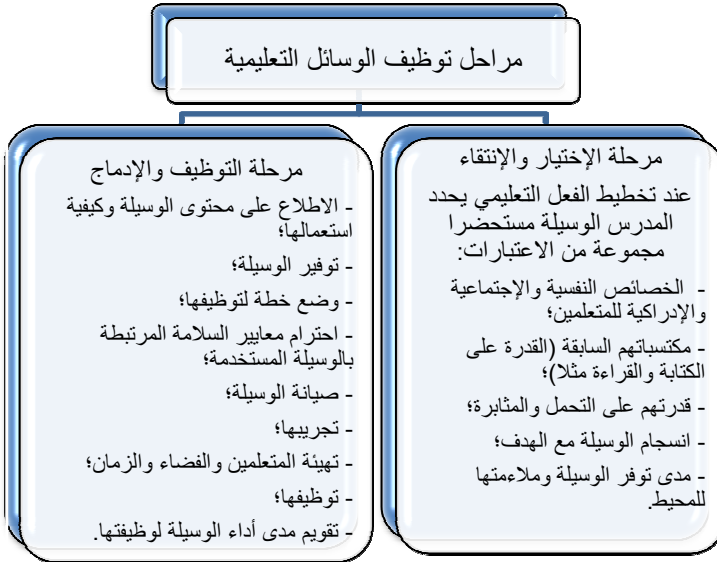 مراحل توظيف الوسائل التعليمية
مرحلة الإختيار والإنتقاء
عند تخطيط الفعل التعليمي يحدد
المدرس الوسيلة مستحضرا
مجموعة من الاعتبارات:
- الخصائص النفسية والإجتماعية
والإدراكية للمتعلمين؛
- مكتسباتهم السابقة (القدرة على
الكتابة والقراءة مثلا)؛
- قدرتهم على التحمل والمثابرة؛
- انسجام الوسيلة مع الهدف؛
- مدى توفر الوسيلة وملاءمتها
للمحيط.
مرحلة التوظيف والإدماج
- الاطلاع على محتوى الوسيلة وكيفية
استعمالها؛
- توفير الوسيلة؛
- وضع خطة لتوظيفها؛
- احترام معايير السلامة المرتبطة
بالوسيلة المستخدمة؛
- صيانة الوسيلة؛
- تجريبها؛
- تهيئة المتعلمين والفضاء والزمان؛
- توظيفها؛
- تقويم مدى أداء الوسيلة لوظيفتها.